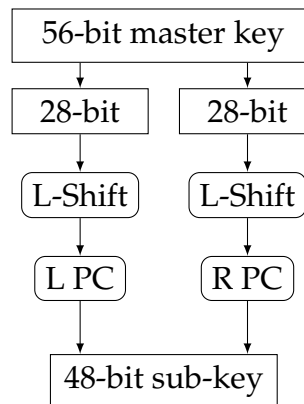 56-bit master key
28-bit 28-bit
L-Shift L-Shift
L PC R PC
48-bit sub-key